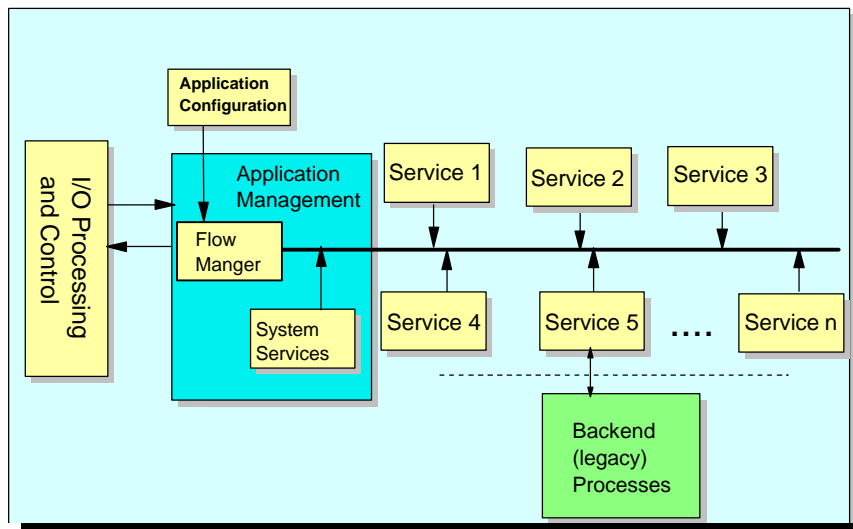 Application
Configuration
I/O Processing
and Control
Application
Management
Flow
Manger
System
Services
Service 1
Service 2
Service 3
Service 4
Service 5
....
Service n
Backend
(legacy)
Processes